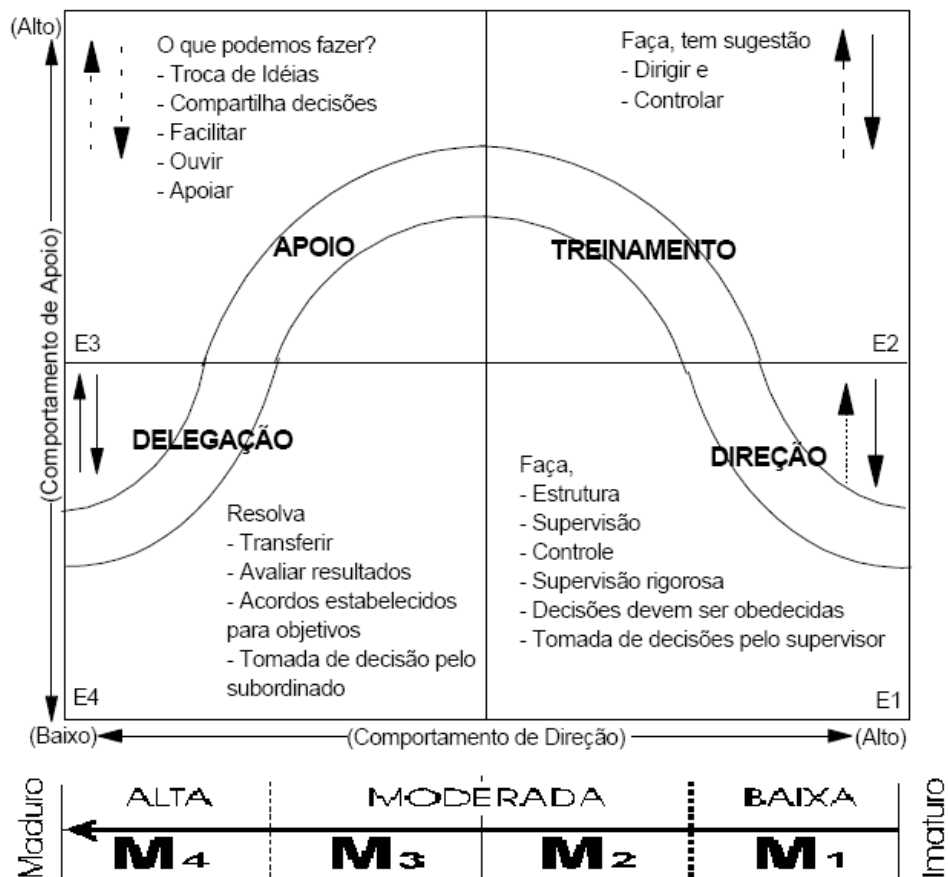 (Alto)
O que podemos fazer?
- Troca de Idéias
- Compartilha decisões
- Facilitar
- Ouvir
- Apoiar
Faça, tem sugestão
- Dirigir e
- Controlar
APOIO
TREINAMENTO
(Comportamento de Apoio)
E3
E2
DELEGAÇÃO
DIREÇÃO
Resolva
- Transferir
- Avaliar resultados
- Acordos estabelecidos
para objetivos
- Tomada de decisão pelo
subordinado
Faça,
- Estrutura
- Supervisão
- Controle
- Supervisão rigorosa
- Decisões devem ser obedecidas
- Tomada de decisões pelo supervisor
E4
E1
(Baixo)
(Comportamento de Direção)
(Alto)
Maduro
ALTA
MODERADA
BAIXA
Imaturo
M4
M3
M2
M1